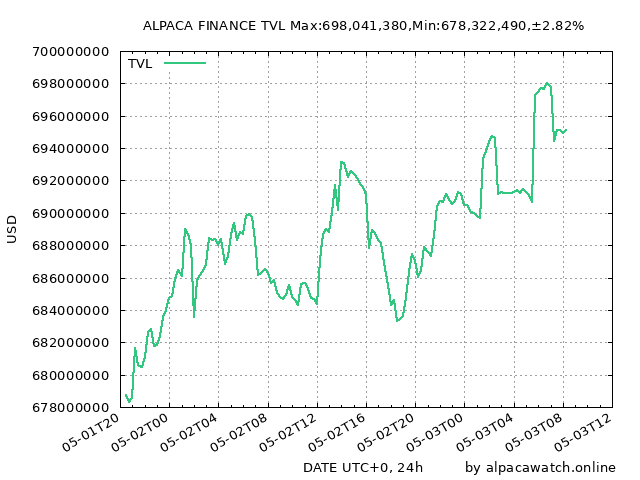 ALPACA FINANCE TVL Max:698,041,380,Min:678,322,490,±2.82%
TVL
USD
700000000
698000000
696000000
694000000
692000000
690000000
688000000
686000000
684000000
682000000
680000000
678000000
05-01T20
05-02T00
05-02T04
05-02T08
05-02T12
05-02T16
05-02T20
05-03T00
05-03T04
05-03T08
05-03T12
DATE UTC+0, 24h
by alpacawatch.online